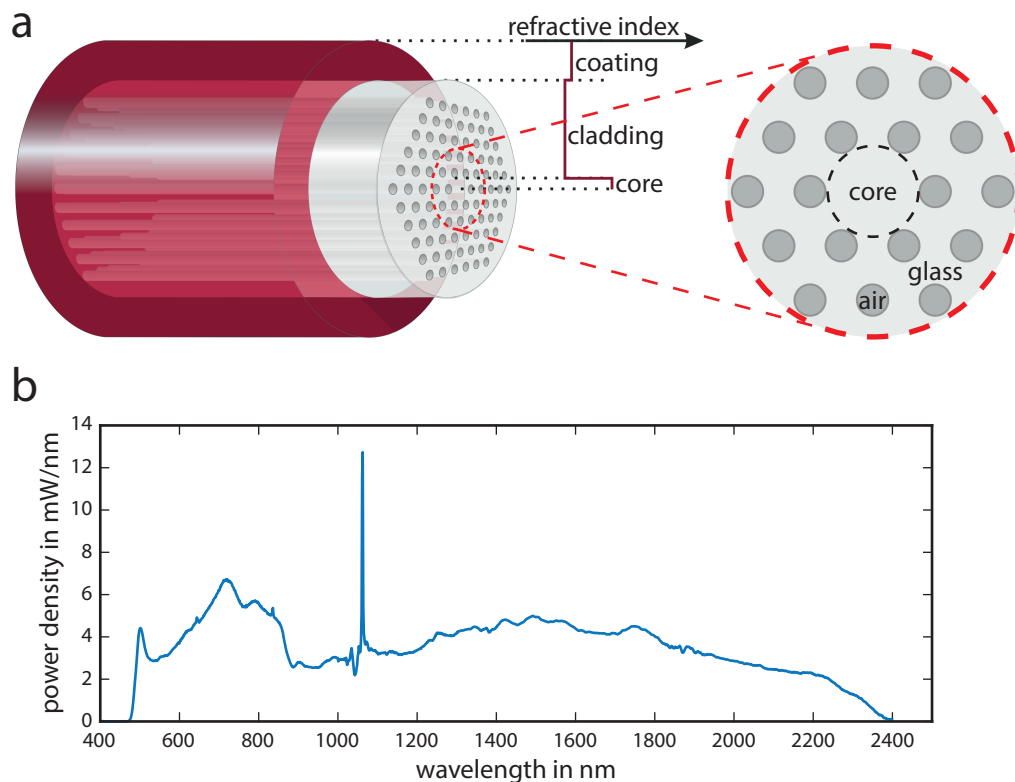 a
refractive index
coating
cladding
core
core
glass
air
b
14
12
10
8
6
4
2
0
400 600 800 1000 1200 1400 1600 1800 2000 2200 2400
power density in mW/nm
wavelength in nm